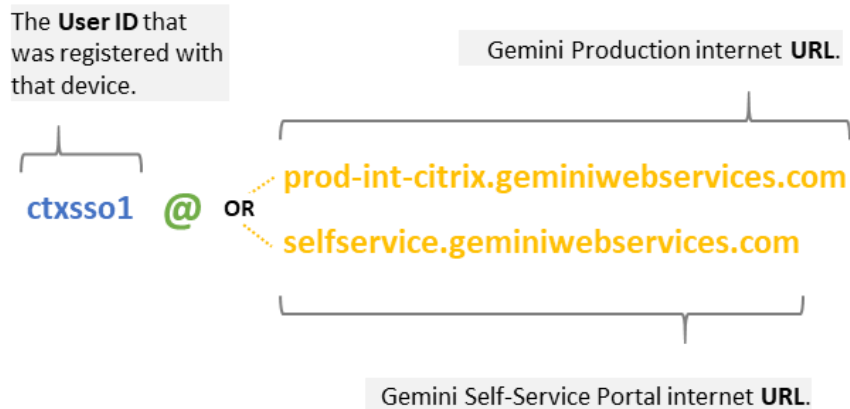 The User ID that
was registered with
that device.
Gemini Production internet URL.
prod-int-citrix.geminiwebservices.com
ctxsso1 @ OR
selfservice.geminiwebservices.com
Gemini Self-Service Portal internet URL.